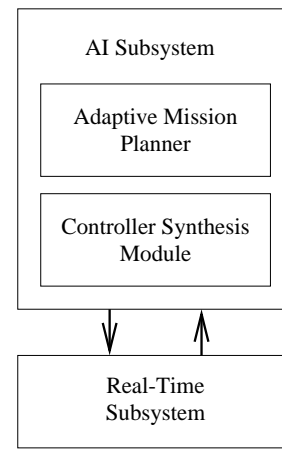 AI Subsystem
Adaptive Mission
Planner
Controller Synthesis
Module
Real-Time
Subsystem